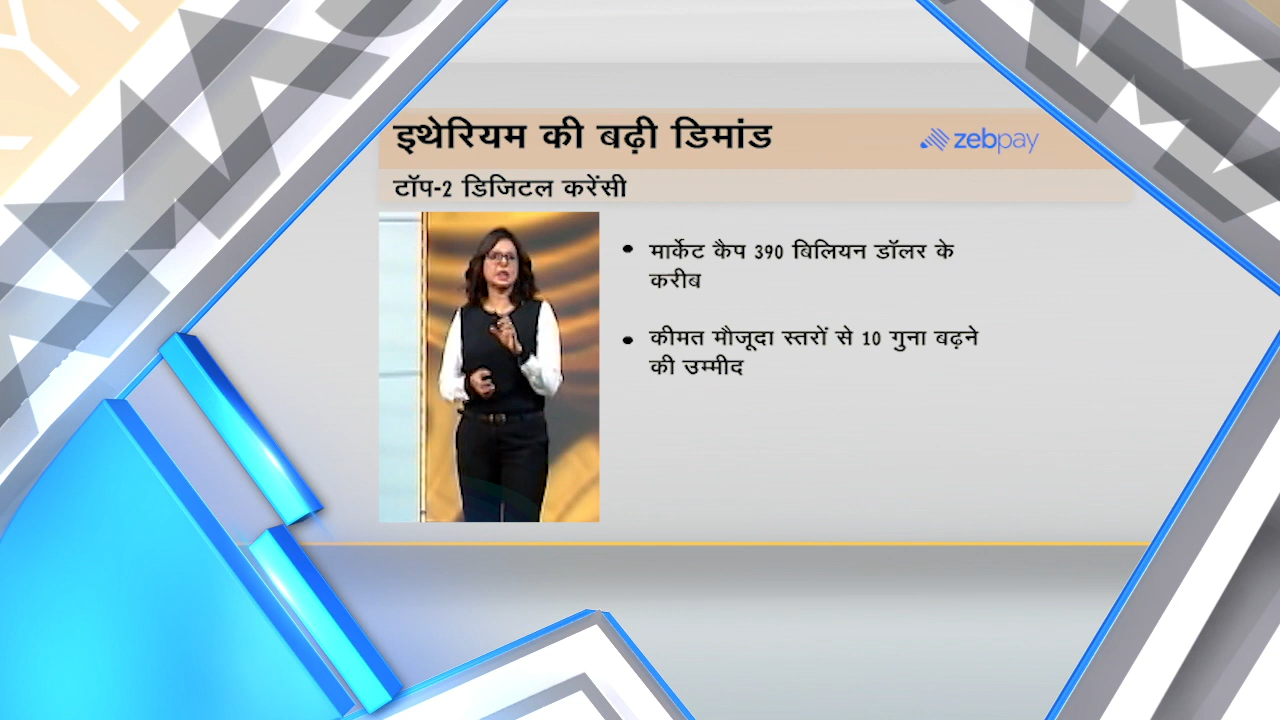 इथेरियम की बढ़ी डिमांड
zebpay
टॉप-2 डिजिटल करेंसी
मार्केट कैप 390 बिलियन डॉलर के
करीब
कीमत मौजूदा स्तरों से 10 गुना बढ़ने
की उम्मीद